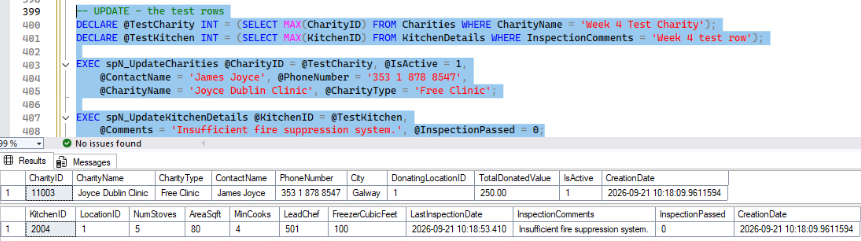 399 -- UPDATE - the test rows
400 DECLARE @TestCharity INT = (SELECT MAX(CharityID) FROM Charities WHERE CharityName = 'Week 4 Test Charity');
401 DECLARE @TestKitchen INT = (SELECT MAX(KitchenID) FROM KitchenDetails WHERE InspectionComments = 'Week 4 test row');
402
403 EXEC spN_UpdateCharities @CharityID = @TestCharity, @IsActive = 1,
404 @ContactName = 'James Joyce', @PhoneNumber = '353 1 878 8547',
405 @CharityName = 'Joyce Dublin Clinic', @CharityType = 'Free Clinic';
406
407 EXEC spN_UpdateKitchenDetails @KitchenID = @TestKitchen,
408 @Comments = 'Insufficient fire suppression system.', @InspectionPassed = 0;
99 % No issues found
Results Messages
CharityID CharityName CharityType ContactName PhoneNumber City DonatingLocationID TotalDonatedValue IsActive CreationDate
1 11003 Joyce Dublin Clinic Free Clinic James Joyce 353 1 878 8547 Galway 1 250.00 1 2026-09-21 10:18:09.9611594
KitchenID LocationID NumStoves AreaSqft MinCooks LeadChef FreezerCubicFeet LastInspectionDate InspectionComments InspectionPassed CreationDate
1 2004 1 5 80 4 501 100 2026-09-21 10:18:53.410 Insufficient fire suppression system. 0 2026-09-21 10:18:09.9611594